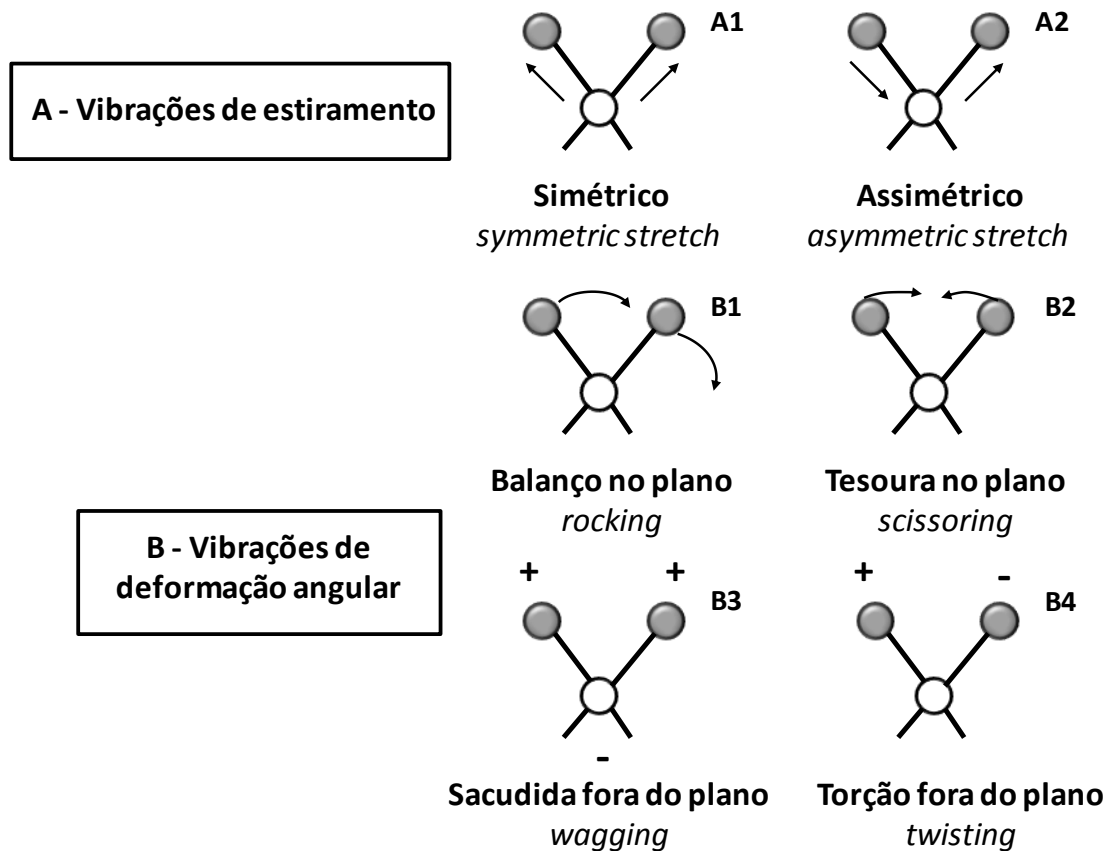 A1
A2
A - Vibrações de estiramento
Simétrico
Assimétrico
symmetric stretch
asymmetric stretch
B1
B2
Balanço no plano
Tesoura no plano
rocking
scissoring
B - Vibrações de
deformação angular
+
+
+
-
B3
B4
-
Sacudida fora do plano
Torção fora do plano
wagging
twisting